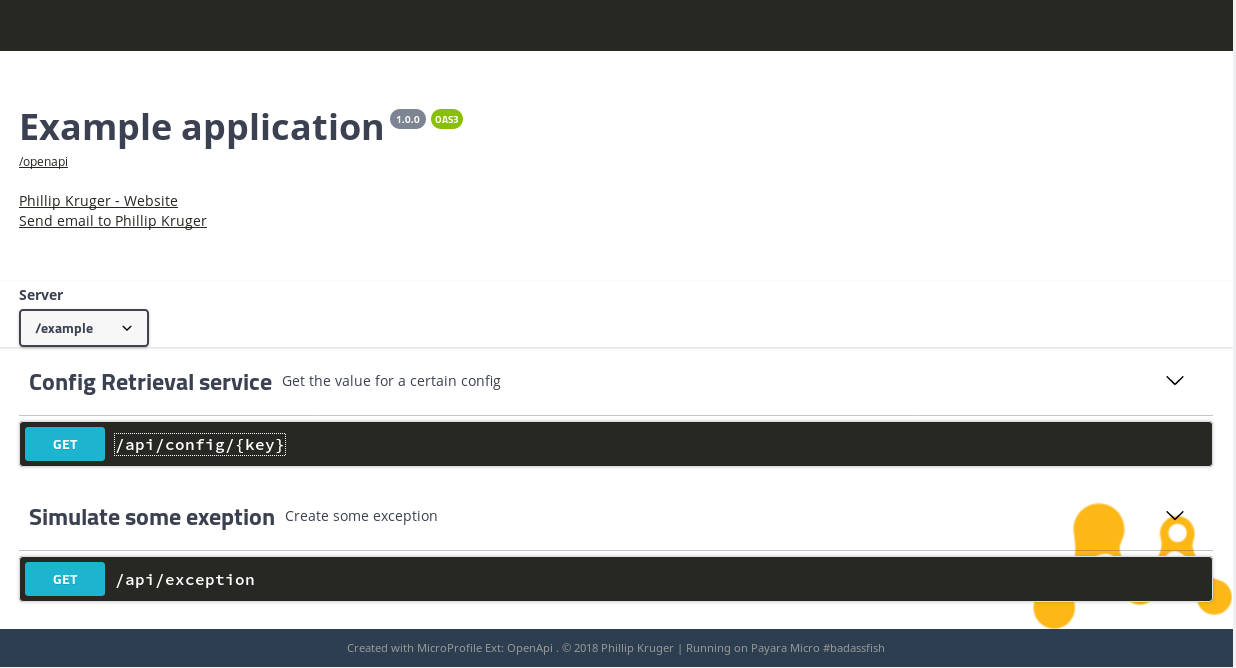 Example application 1.0.0 OAS3
/openapi
Phillip Kruger - Website
Send email to Phillip Kruger
Server
/example
Config Retrieval service Get the value for a certain config
GET /api/config/{key}
Simulate some exeption Create some exception
GET /api/exception
Created with MicroProfile Ext: OpenApi . © 2018 Phillip Kruger | Running on Payara Micro #badassfish